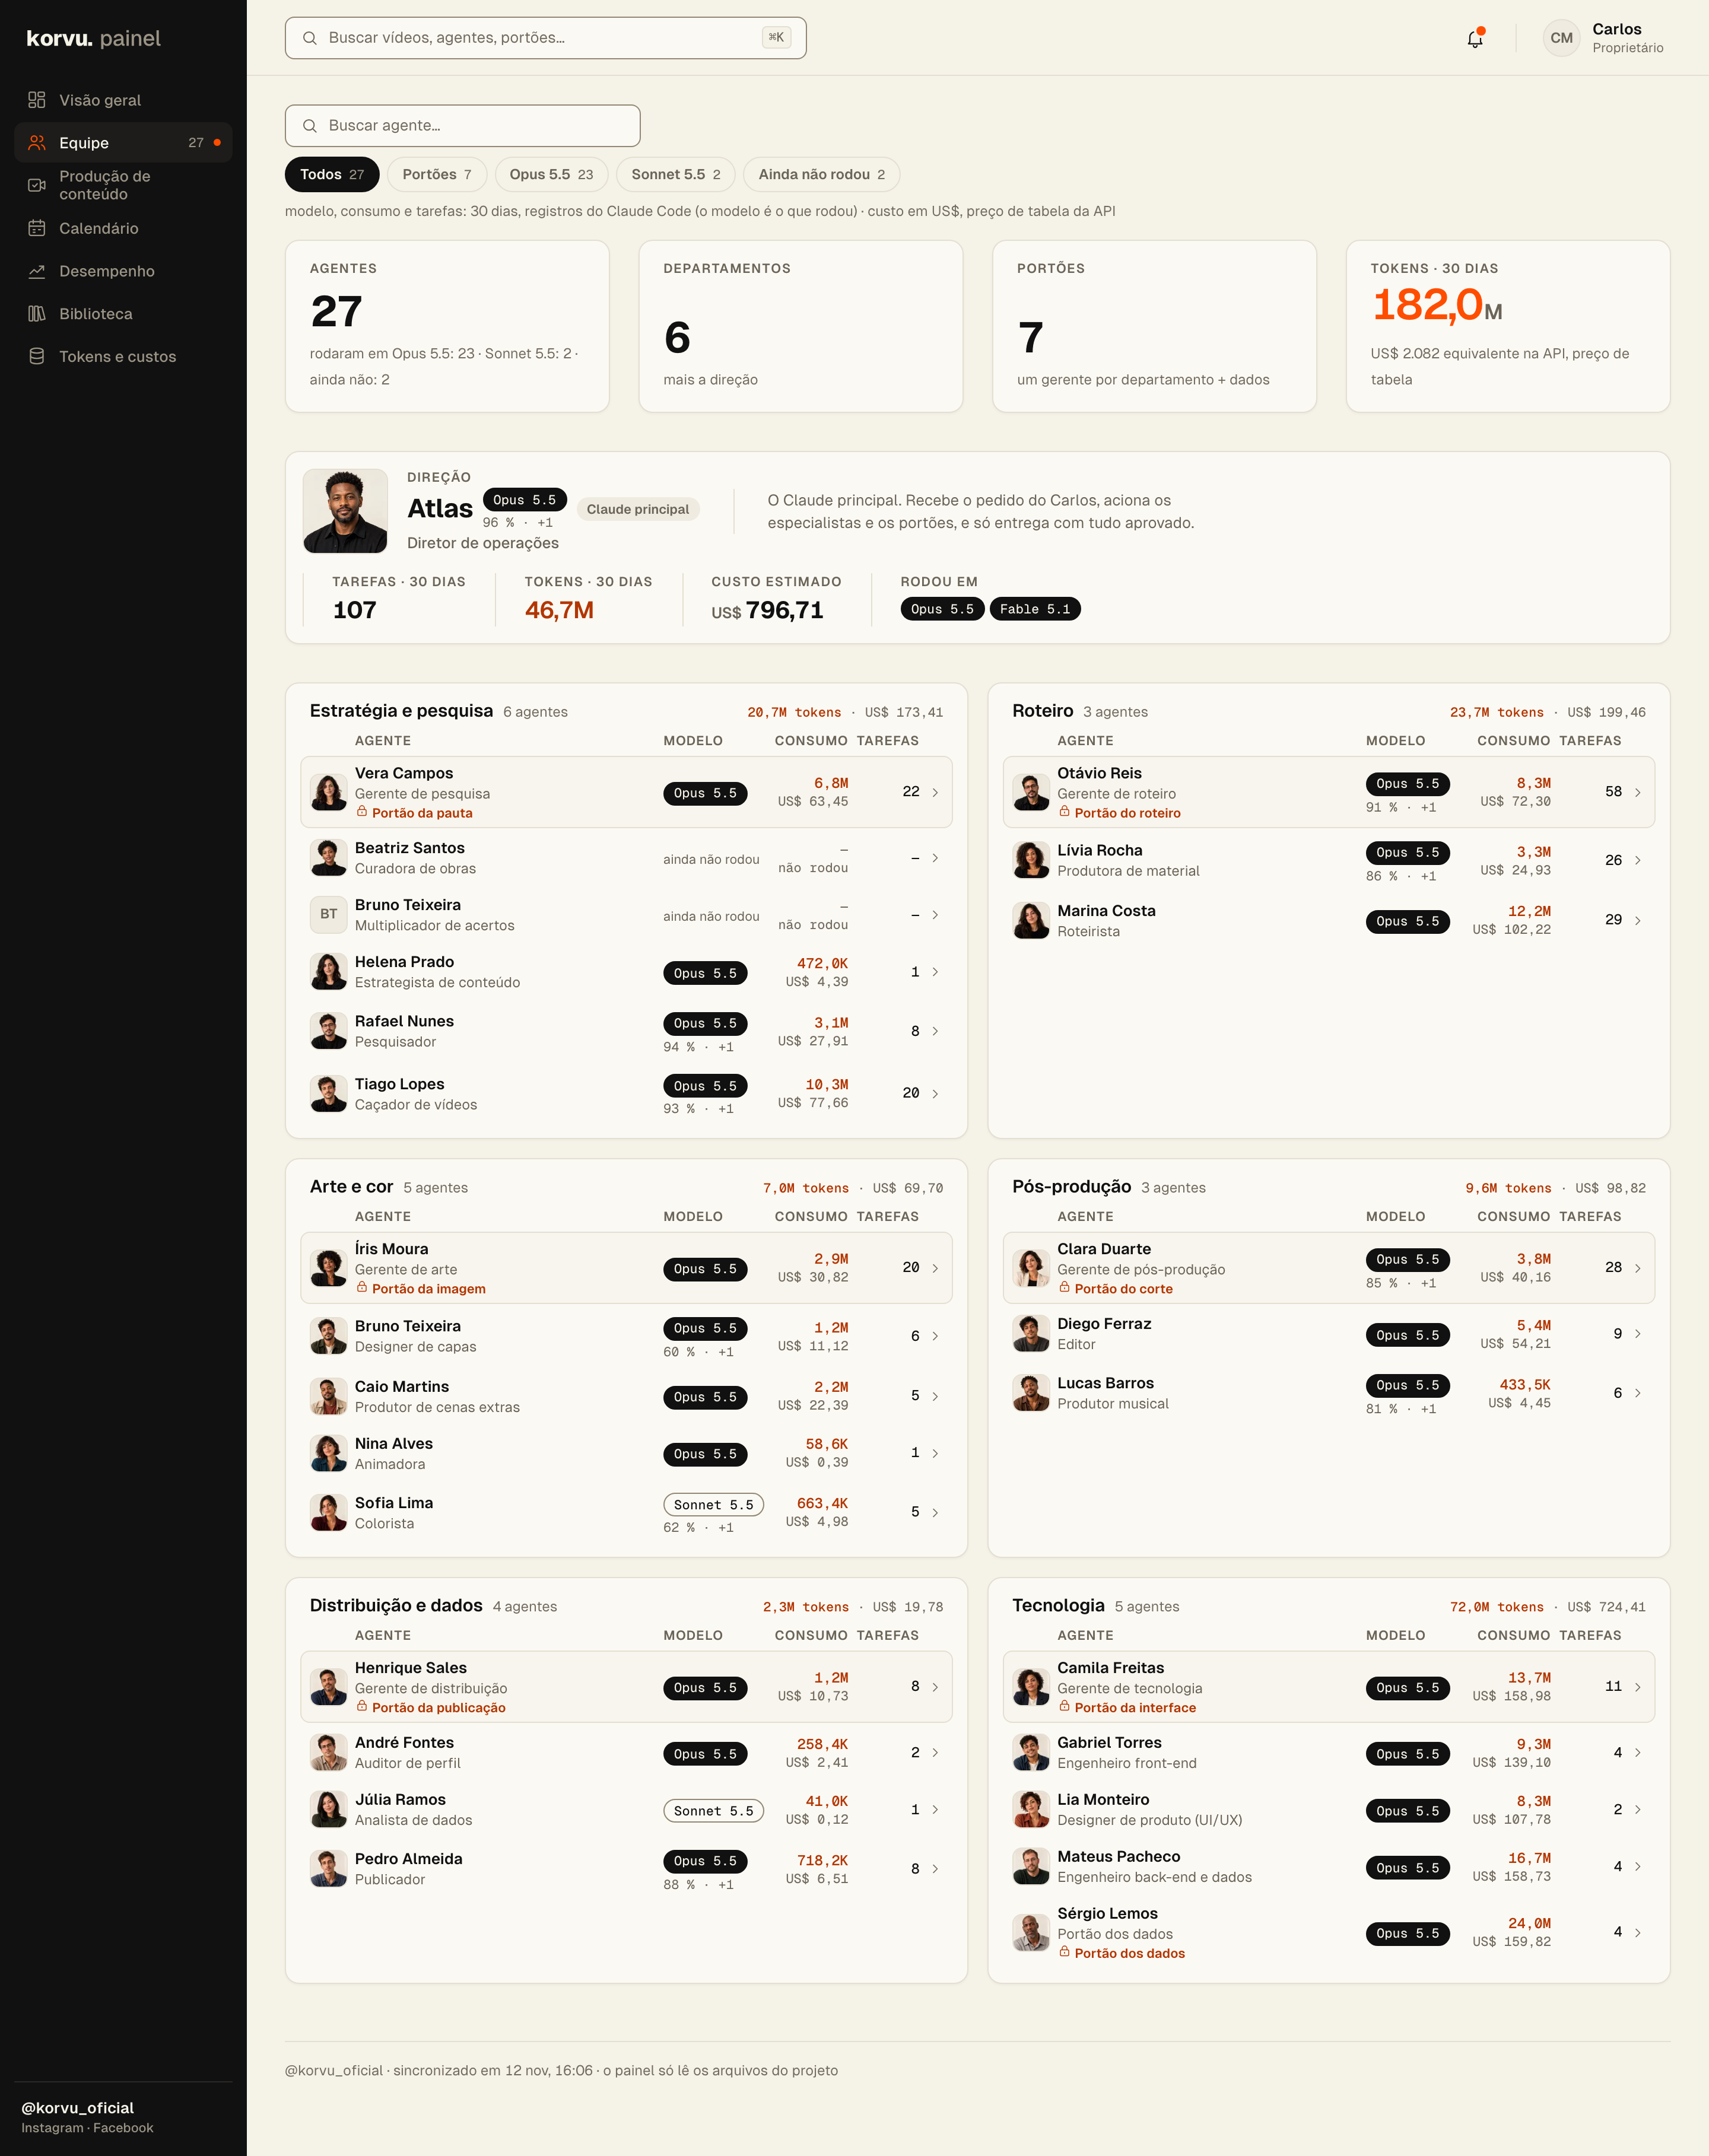 korvu. painel
Visão geral
Equipe 27
Produção de
conteúdo
Calendário
Desempenho
Biblioteca
Tokens e custos
@korvu_oficial
Instagram · Facebook
Buscar vídeos, agentes, portões... ⌘K
CM
Carlos
Proprietário
Buscar agente...
Todos 27
Portões 7
Opus 5.5 23
Sonnet 5.5 2
Ainda não rodou 2
modelo, consumo e tarefas: 30 dias, registros do Claude Code (o modelo é o que rodou) · custo em US$, preço de tabela da API
AGENTES
27
rodaram em Opus 5.5: 23 · Sonnet 5.5: 2 ·
ainda não: 2
DEPARTAMENTOS
6
mais a direção
PORTÕES
7
um gerente por departamento + dados
TOKENS · 30 DIAS
182,0M
US$ 2.082 equivalente na API, preço de
tabela
DIREÇÃO
Atlas Opus 5.5 Claude principal
96 % · +1
Diretor de operações
O Claude principal. Recebe o pedido do Carlos, aciona os
especialistas e os portões, e só entrega com tudo aprovado.
TAREFAS · 30 DIAS
107
TOKENS · 30 DIAS
46,7M
CUSTO ESTIMADO
US$ 796,71
RODOU EM
Opus 5.5 Fable 5.1
Estratégia e pesquisa 6 agentes 20,7M tokens · US$ 173,41
AGENTE MODELO CONSUMO TAREFAS
Vera Campos
Gerente de pesquisa
Portão da pauta
Opus 5.5
6,8M
US$ 63,45
22
Beatriz Santos
Curadora de obras
ainda não rodou
—
não rodou
—
BT
Bruno Teixeira
Multiplicador de acertos
ainda não rodou
—
não rodou
—
Helena Prado
Estrategista de conteúdo
Opus 5.5
472,0K
US$ 4,39
1
Rafael Nunes
Pesquisador
Opus 5.5
94 % · +1
3,1M
US$ 27,91
8
Tiago Lopes
Caçador de vídeos
Opus 5.5
93 % · +1
10,3M
US$ 77,66
20
Roteiro 3 agentes 23,7M tokens · US$ 199,46
AGENTE MODELO CONSUMO TAREFAS
Otávio Reis
Gerente de roteiro
Portão do roteiro
Opus 5.5
91 % · +1
8,3M
US$ 72,30
58
Lívia Rocha
Produtora de material
Opus 5.5
86 % · +1
3,3M
US$ 24,93
26
Marina Costa
Roteirista
Opus 5.5
12,2M
US$ 102,22
29
Arte e cor 5 agentes 7,0M tokens · US$ 69,70
AGENTE MODELO CONSUMO TAREFAS
Íris Moura
Gerente de arte
Portão da imagem
Opus 5.5
2,9M
US$ 30,82
20
Bruno Teixeira
Designer de capas
Opus 5.5
60 % · +1
1,2M
US$ 11,12
6
Caio Martins
Produtor de cenas extras
Opus 5.5
2,2M
US$ 22,39
5
Nina Alves
Animadora
Opus 5.5
58,6K
US$ 0,39
1
Sofia Lima
Colorista
Sonnet 5.5
62 % · +1
663,4K
US$ 4,98
5
Pós-produção 3 agentes 9,6M tokens · US$ 98,82
AGENTE MODELO CONSUMO TAREFAS
Clara Duarte
Gerente de pós-produção
Portão do corte
Opus 5.5
85 % · +1
3,8M
US$ 40,16
28
Diego Ferraz
Editor
Opus 5.5
5,4M
US$ 54,21
9
Lucas Barros
Produtor musical
Opus 5.5
81 % · +1
433,5K
US$ 4,45
6
Distribuição e dados 4 agentes 2,3M tokens · US$ 19,78
AGENTE MODELO CONSUMO TAREFAS
Henrique Sales
Gerente de distribuição
Portão da publicação
Opus 5.5
1,2M
US$ 10,73
8
André Fontes
Auditor de perfil
Opus 5.5
258,4K
US$ 2,41
2
Júlia Ramos
Analista de dados
Sonnet 5.5
41,0K
US$ 0,12
1
Pedro Almeida
Publicador
Opus 5.5
88 % · +1
718,2K
US$ 6,51
8
Tecnologia 5 agentes 72,0M tokens · US$ 724,41
AGENTE MODELO CONSUMO TAREFAS
Camila Freitas
Gerente de tecnologia
Portão da interface
Opus 5.5
13,7M
US$ 158,98
11
Gabriel Torres
Engenheiro front-end
Opus 5.5
9,3M
US$ 139,10
4
Lia Monteiro
Designer de produto (UI/UX)
Opus 5.5
8,3M
US$ 107,78
2
Mateus Pacheco
Engenheiro back-end e dados
Opus 5.5
16,7M
US$ 158,73
4
Sérgio Lemos
Portão dos dados
Portão dos dados
Opus 5.5
24,0M
US$ 159,82
4
@korvu_oficial · sincronizado em 12 nov, 16:06 · o painel só lê os arquivos do projeto